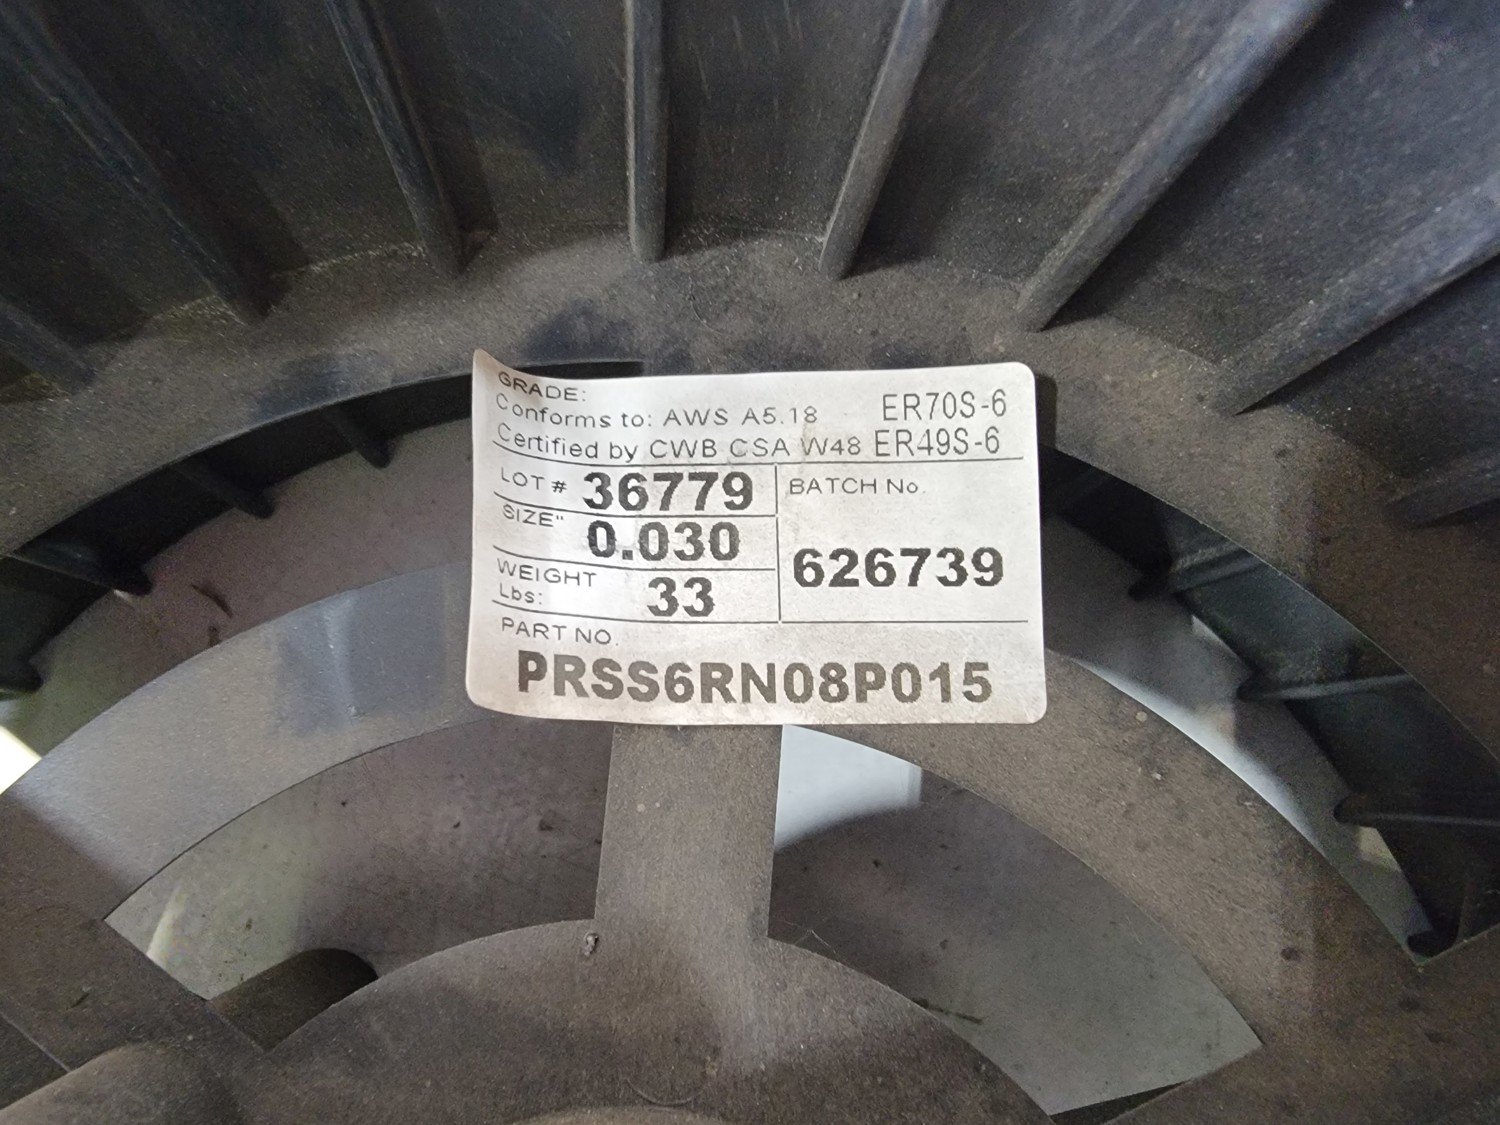 GRADE:
Conforms to: AWS A5.18 ER70S-6
Certified by CWB CSA W48 ER49S-6
LOT # 36779
SIZE" 0.030
WEIGHT
Lbs: 33
BATCH No.
626739
PART NO.
PRSS6RN08P015